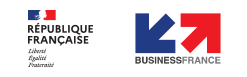 RÉPUBLIQUE
FRANÇAISE
Liberté
Égalité
Fraternité
BUSINESSFRANCE